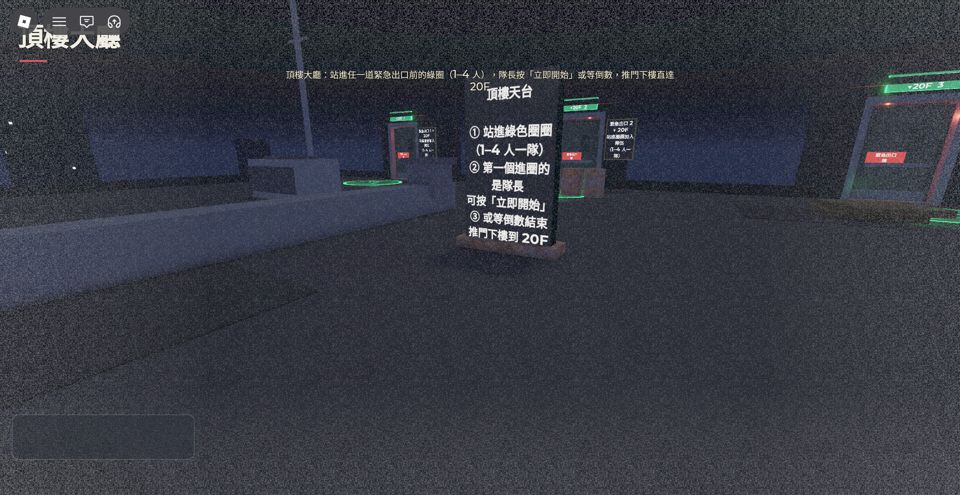 頂樓大廳
頂樓大廳：站進任一道緊急出口前的綠圈（1–4 人），隊長按「立即開始」或等倒數，推門下樓直達
20F
頂樓天台
① 站進綠色圈圈
（1–4 人一隊）
② 第一個進圈的
是隊長
可按「立即開始」
③ 或等倒數結束
推門下樓到 20F
緊急出口 2
→ 20F